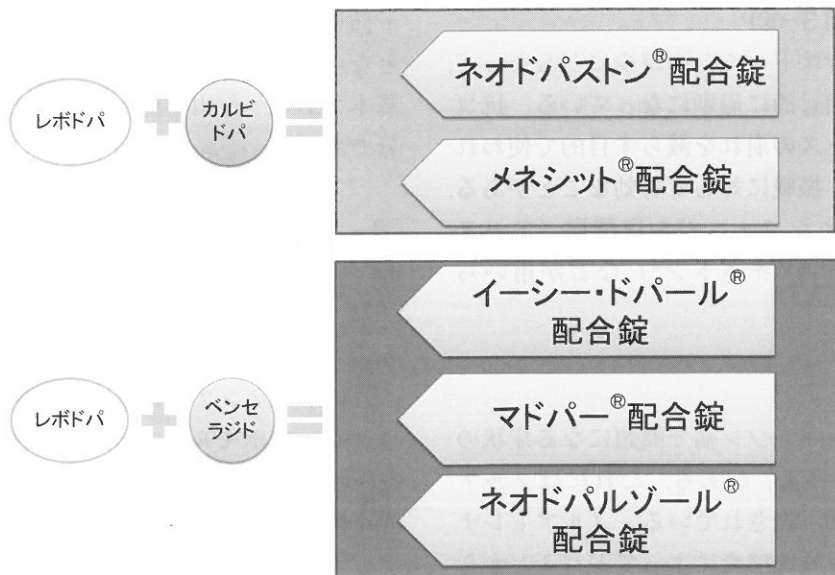 レボドパ
+
カルビ
ドパ
=
ネオドパストン®配合錠
メネシット®配合錠
レボドパ
+
ベンセ
ラジド
=
イーシー・ドパール®
配合錠
マドパー®配合錠
ネオドパルゾール®
配合錠